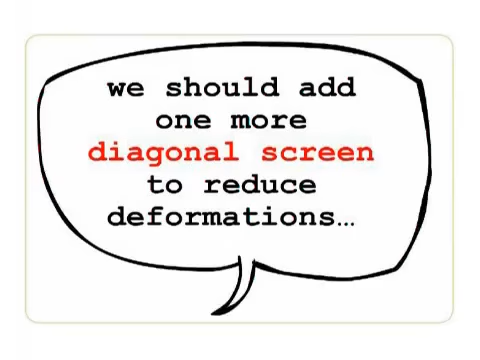 we should add
one more
diagonal screen
to reduce
deformations…